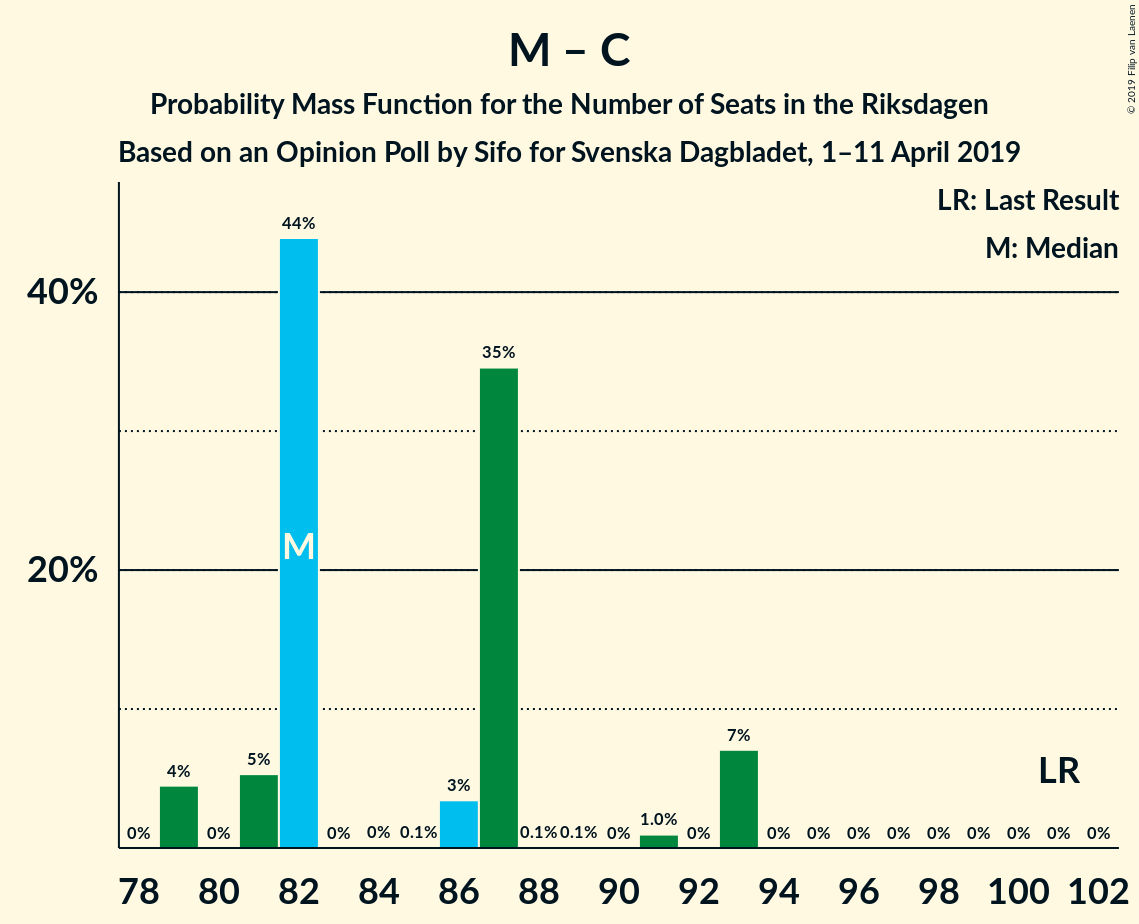 M – C
Probability Mass Function for the Number of Seats in the Riksdagen
Based on an Opinion Poll by Sifo for Svenska Dagbladet, 1–11 April 2019
© 2019 Filip van Laenen
LR: Last Result
M: Median
40%
20%
0% 4% 0% 5% 44% 0% 0% 0.1% 3% 35% 0.1% 0.1% 0% 1.0% 0% 7% 0% 0% 0% 0% 0% 0% 0% 0% 0%
M
LR
78 80 82 84 86 88 90 92 94 96 98 100 102